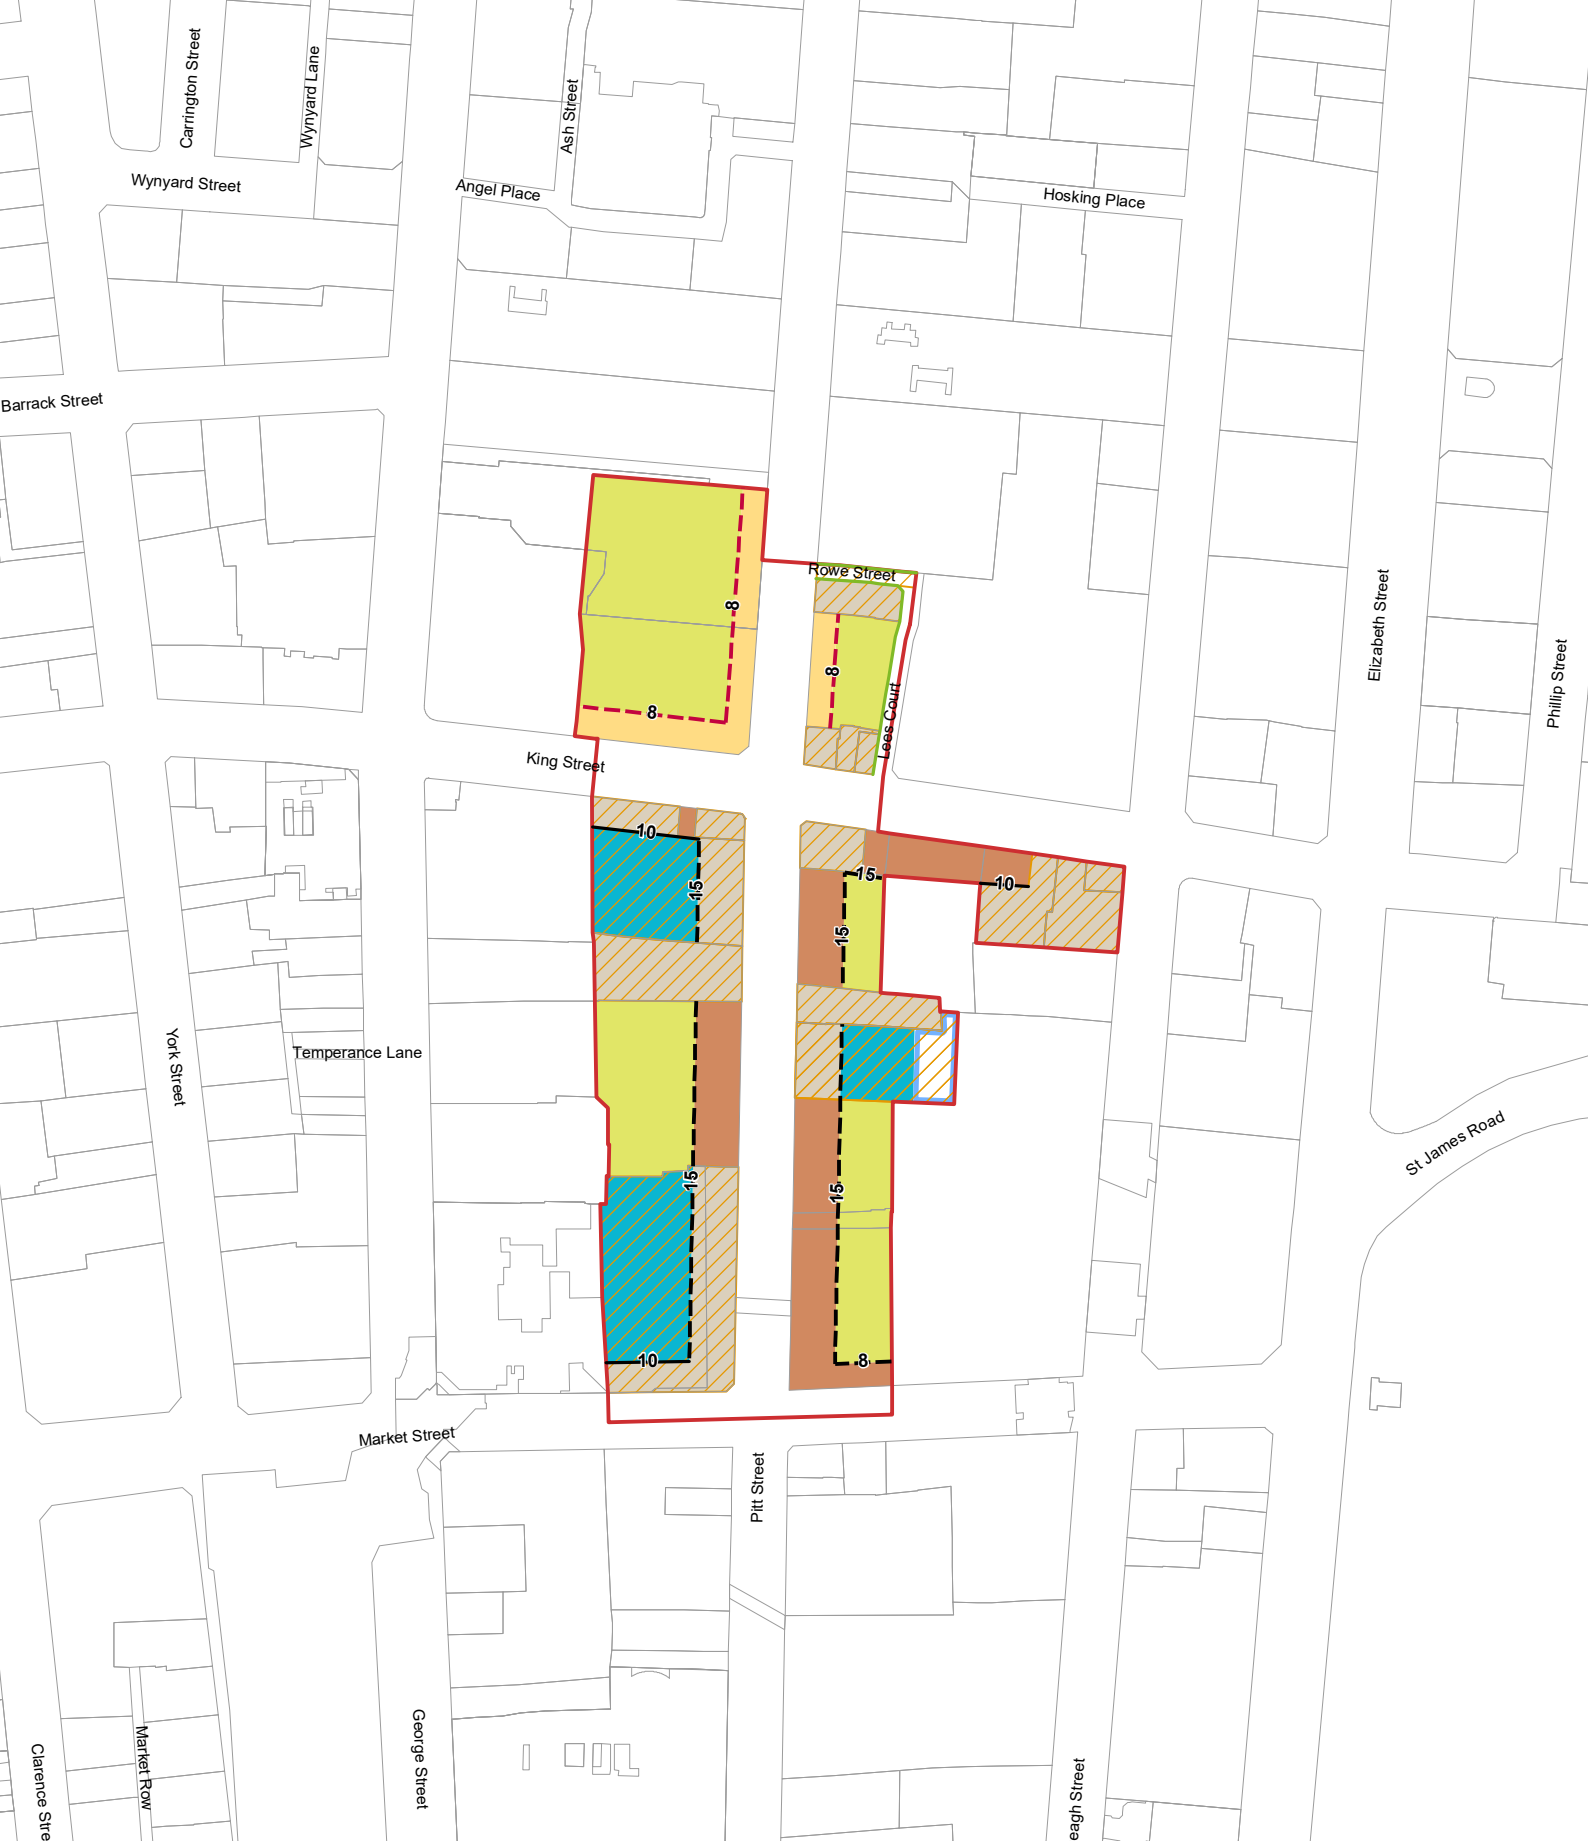 Carrington Street
Wynyard Lane
Ash Street
Wynyard Street
Angel Place
Hosking Place
Barrack Street
Rowe Street
8
8
8
Elizabeth Street
Phillip Street
Lees Court
King Street
10
15
15
10
15
York Street
Temperance Lane
St James Road
15
15
10
8
Market Street
Pitt Street
George Street
Market Row
Clarence Stre
eagh Street